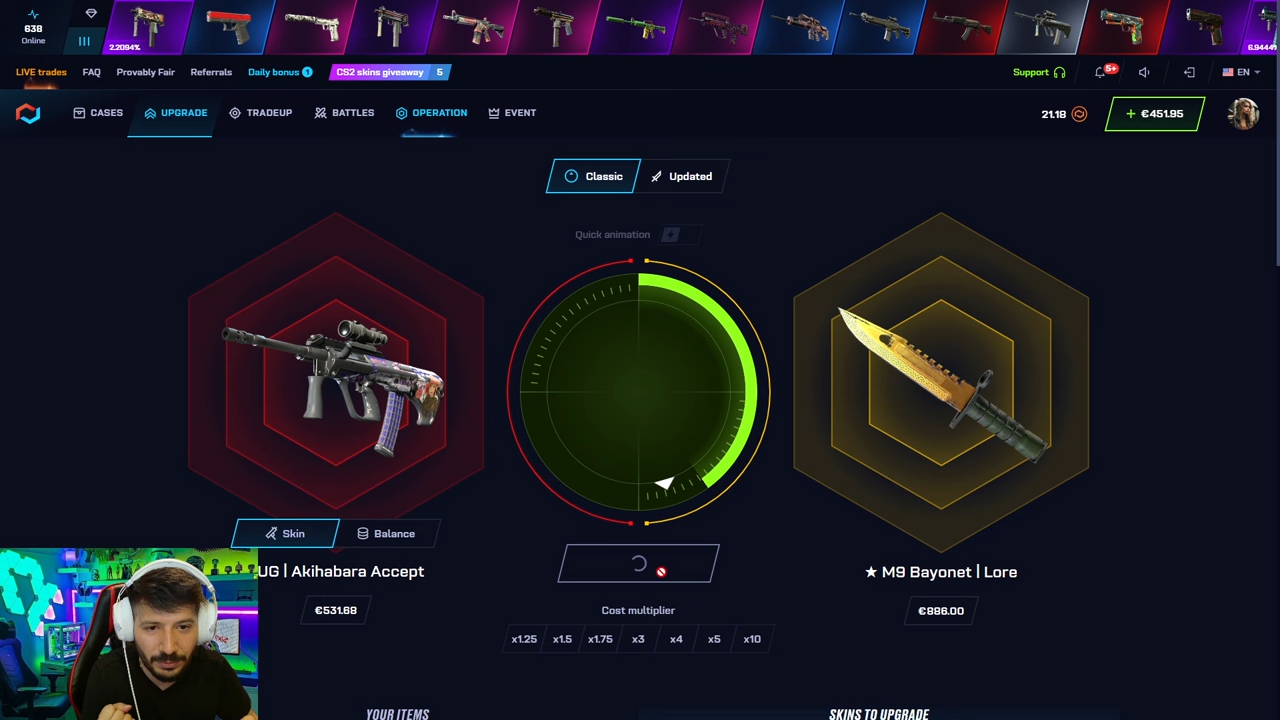 638
Online
2.2094%
6.9444%
LIVE trades
FAQ
Provably Fair
Referrals
Daily bonus 1
CS2 skins giveaway 5
Support
5+
EN
CASES
UPGRADE
TRADEUP
BATTLES
OPERATION
EVENT
21.18
+ €451.95
Classic
Updated
Quick animation
Skin
Balance
UG | Akihabara Accept
€531.68
★ M9 Bayonet | Lore
€886.00
Cost multiplier
x1.25
x1.5
x1.75
x3
x4
x5
x10
YOUR ITEMS
SKINS TO UPGRADE